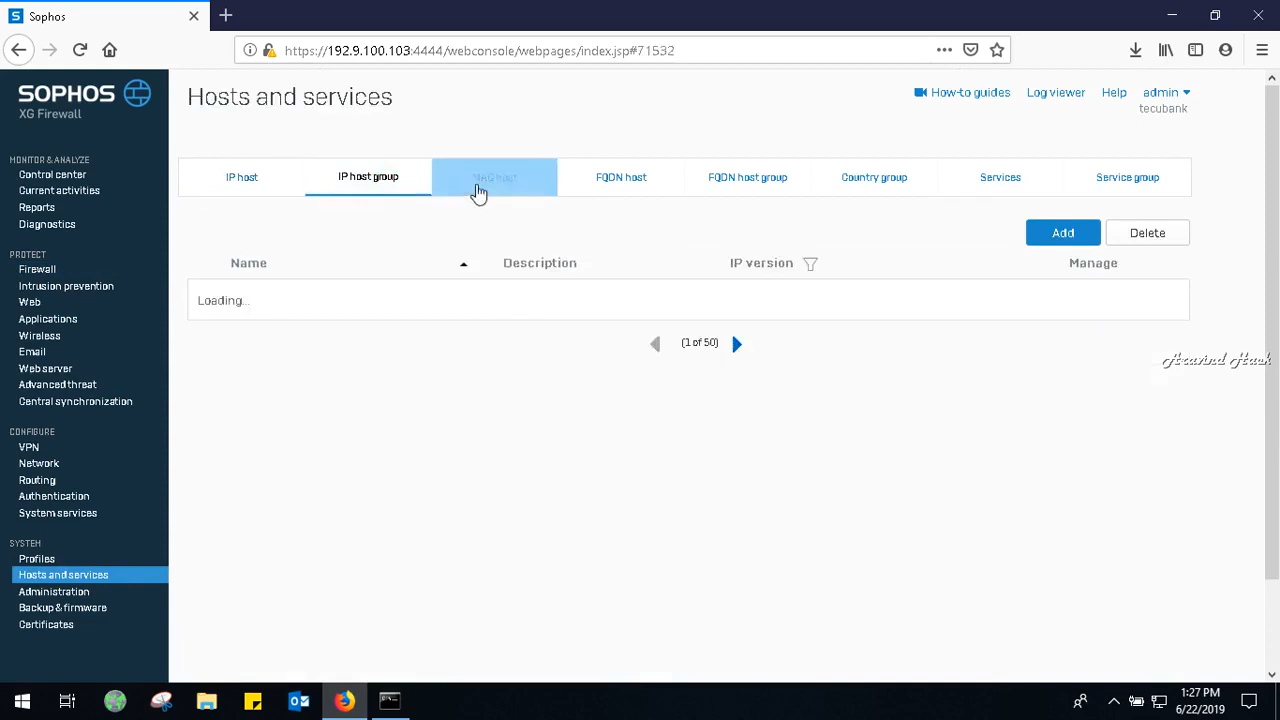 Sophos
https://192.9.100.103:4444/webconsole/webpages/index.jsp#71532
SOPHOS
XG Firewall
Hosts and services
How-to guides
Log viewer
Help
admin
tecubank
MONITOR & ANALYZE
Control center
Current activities
Reports
Diagnostics
PROTECT
Firewall
Intrusion prevention
Web
Applications
Wireless
Email
Web server
Advanced threat
Central synchronization
CONFIGURE
VPN
Network
Routing
Authentication
System services
SYSTEM
Profiles
Hosts and services
Administration
Backup & firmware
Certificates
IP host
IP host group
MAC host
FQDN host
FQDN host group
Country group
Services
Service group
Add
Delete
Name
Description
IP version
Manage
Loading...
(1 of 50)
Aravind Hack
1:27 PM
6/22/2019